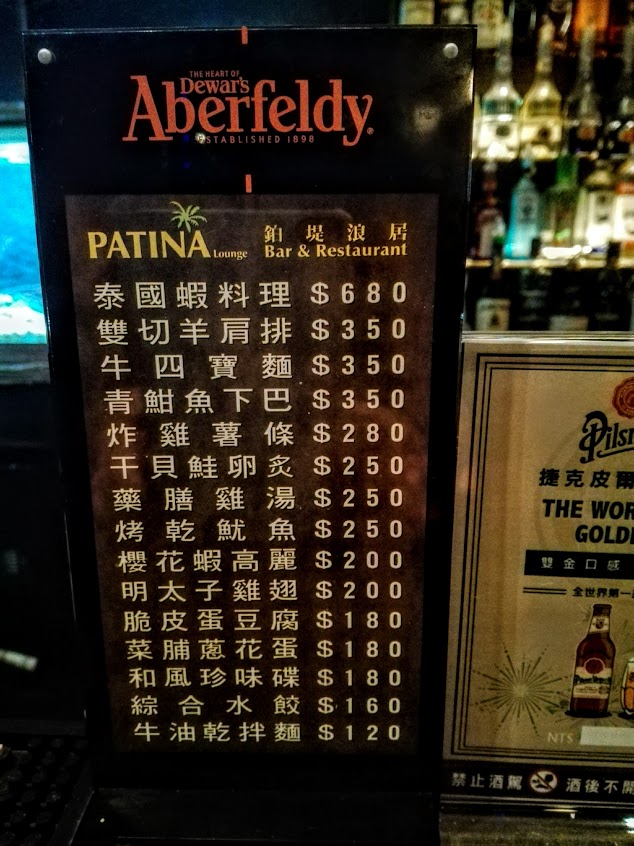 THE HEART OF
Dewar's
Aberfeldy
ESTABLISHED 1898
PATINA Lounge
鉑堤浪居
Bar & Restaurant
泰國蝦料理 $680
雙切羊肩排 $350
牛四寶麵 $350
青魽魚下巴 $350
炸雞薯條 $280
干貝鮭卵炙 $250
藥膳雞湯 $250
烤乾魷魚 $250
櫻花蝦高麗 $200
明太子雞翅 $200
脆皮蛋豆腐 $180
菜脯蔥花蛋 $180
和風珍味碟 $180
綜合水餃 $160
牛油乾拌麵 $120
捷克皮爾
THE WOR
GOLD
雙金口感
全世界第一
NT$
禁止酒駕 酒後不開